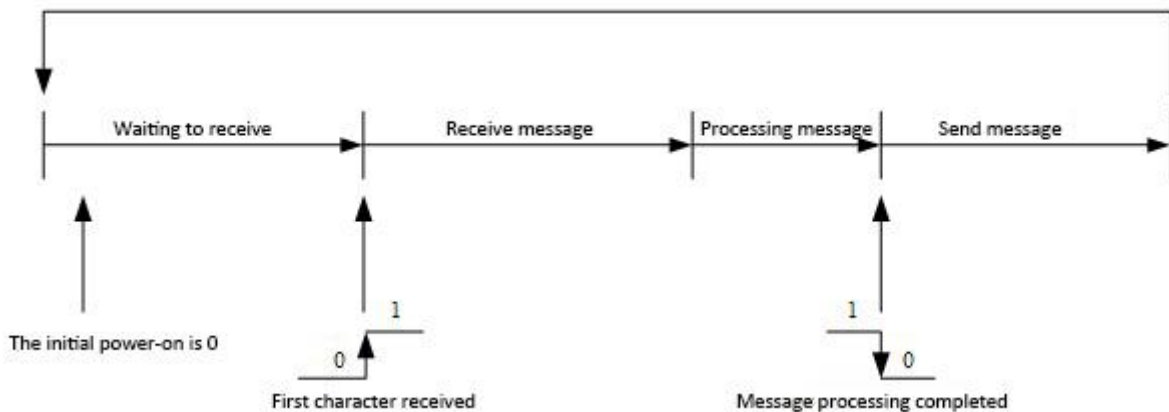 Waiting to receive
Receive message
Processing message
Send message
The initial power-on is 0
1
0
First character received
1
0
Message processing completed